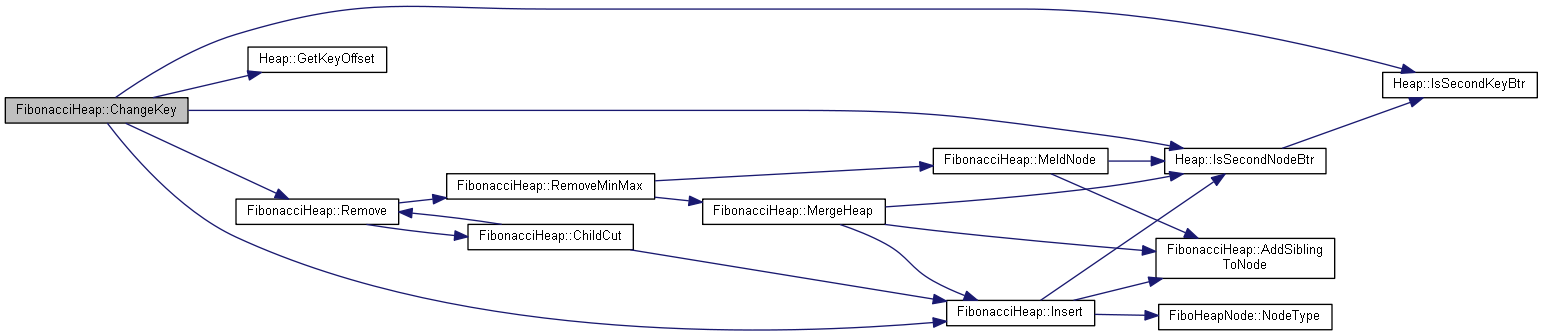 FibonacciHeap::ChangeKey
Heap::GetKeyOffset
FibonacciHeap::Remove
FibonacciHeap::RemoveMinMax
FibonacciHeap::ChildCut
FibonacciHeap::MergeHeap
FibonacciHeap::MeldNode
FibonacciHeap::Insert
Heap::IsSecondNodeBtr
FibonacciHeap::AddSibling
ToNode
FiboHeapNode::NodeType
Heap::IsSecondKeyBtr